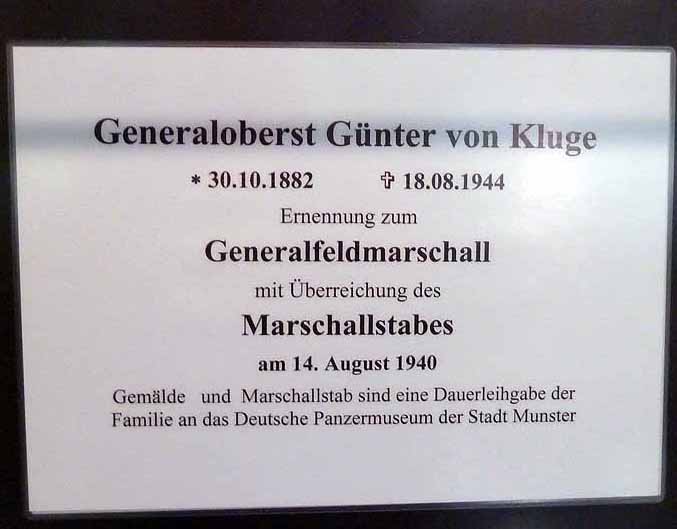 Generaloberst Günter von Kluge
* 30.10.1882 ✞ 18.08.1944
Ernennung zum
Generalfeldmarschall
mit Überreichung des
Marschallstabes
am 14. August 1940
Gemälde und Marschallstab sind eine Dauerleihgabe der
Familie an das Deutsche Panzermuseum der Stadt Munster